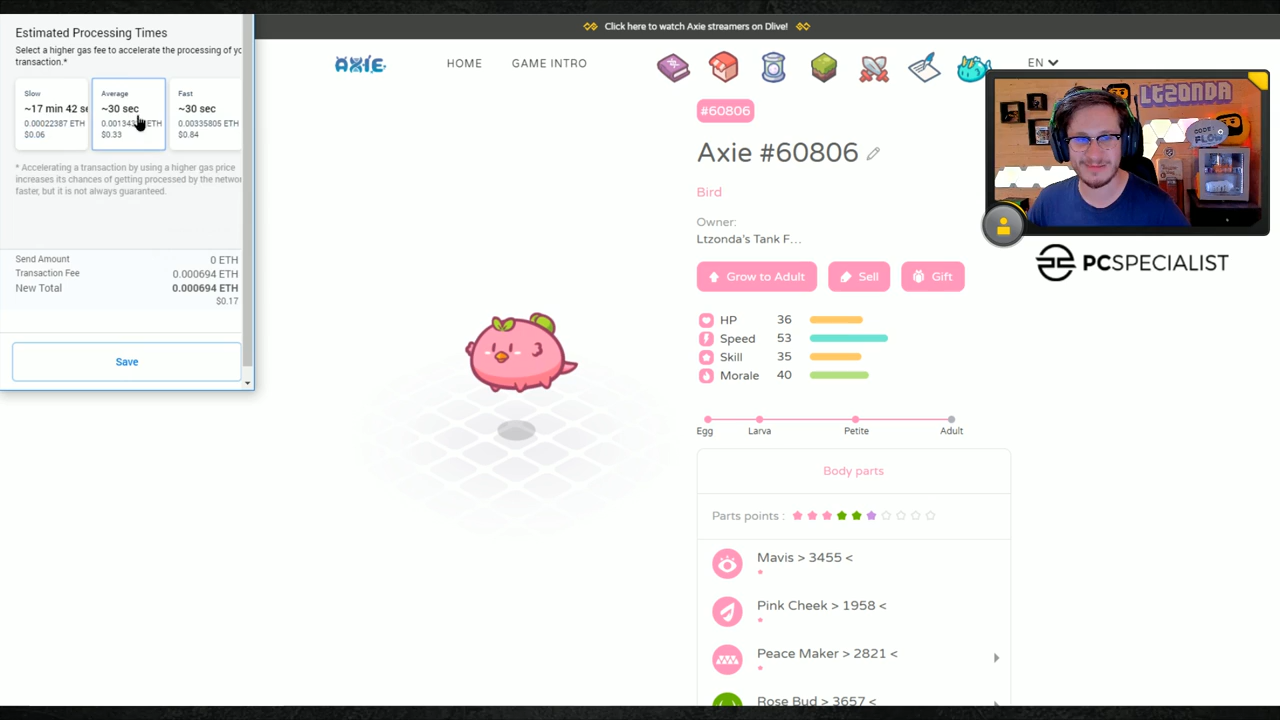 Click here to watch Axie streamers on Dlive!
AXIE
HOME
GAME INTRO
EN
Estimated Processing Times
Select a higher gas fee to accelerate the processing of yo
transaction.*
Slow
~17 min 42 se
0.00022387 ETH
$0.06
Average
~30 sec
$0.33
Fast
~30 sec
0.00335805 ETH
$0.84
* Accelerating a transaction by using a higher gas price
increases its chances of getting processed by the netwo
faster, but it is not always guaranteed.
Send Amount 0 ETH
Transaction Fee 0.000694 ETH
New Total 0.000694 ETH
$0.17
Save
#60806
Axie #60806
Bird
Owner:
Ltzonda's Tank F...
Grow to Adult
Sell
Gift
HP 36
Speed 53
Skill 35
Morale 40
Egg
Larva
Petite
Adult
Body parts
Parts points :
Mavis > 3455 <
Pink Cheek > 1958 <
Peace Maker > 2821 <
Rose Bud > 3657 <
LTZONDA
CODE:
FLOW
PCSPECIALIST